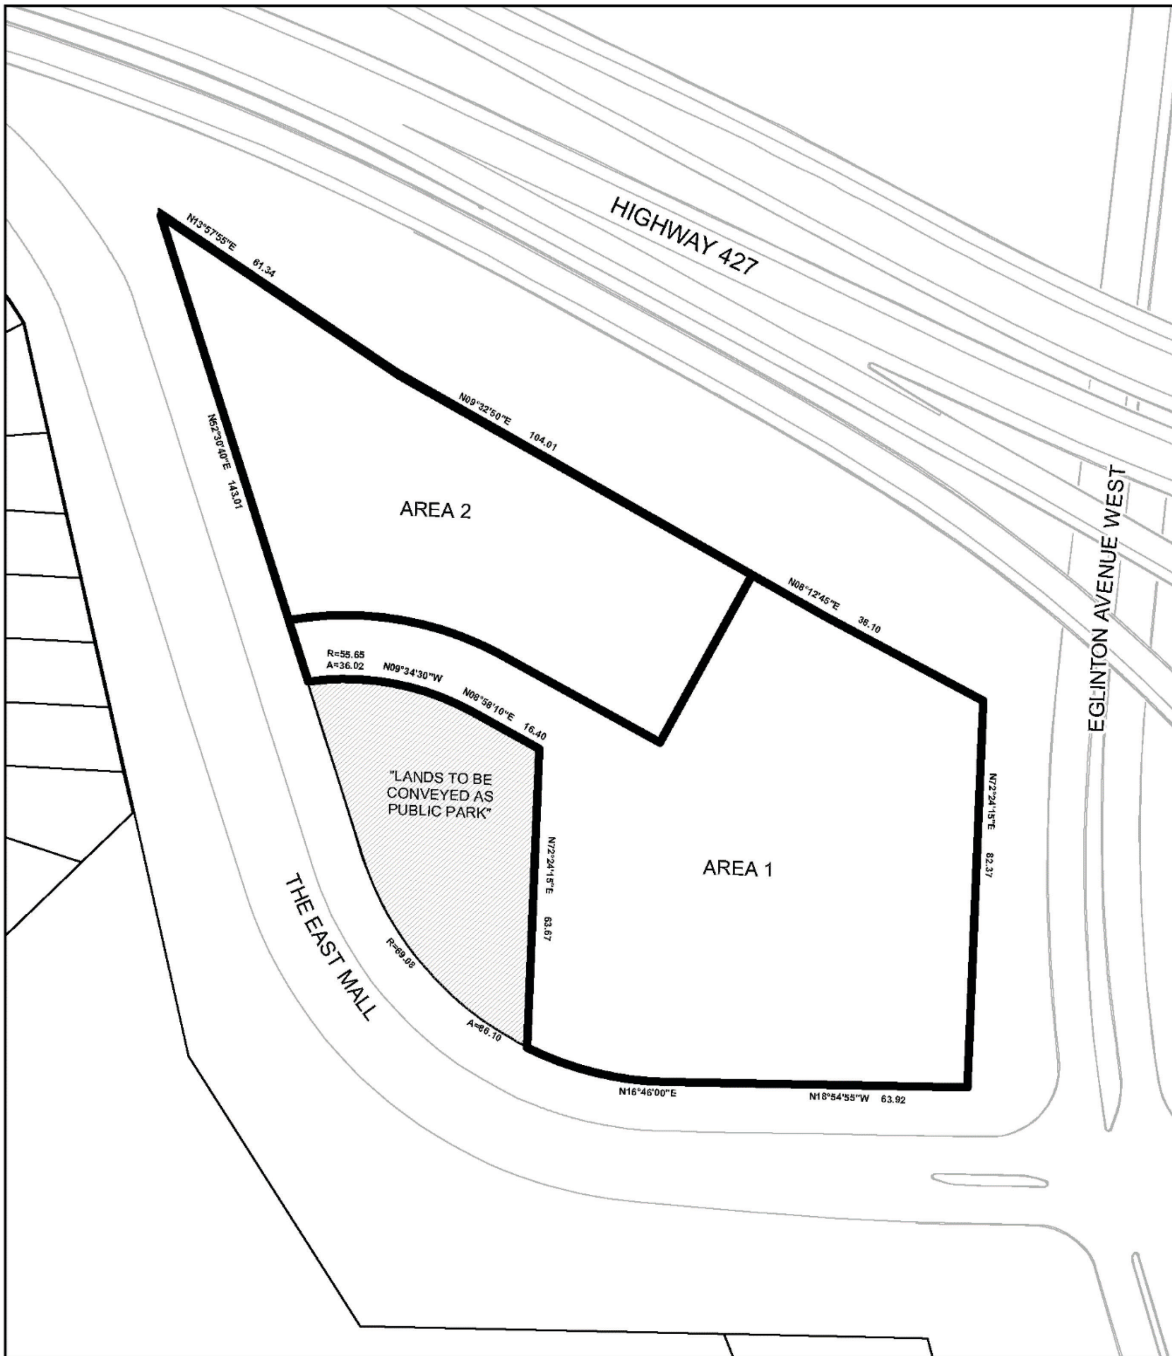 HIGHWAY 427
N13°57'55"E
61.34
N09°32'50"E
104.01
N52°30'40"E 143.01
AREA 2
N08°12'45"E
36.10
EGLINTON AVENUE WEST
R=55.65
A=36.02
N09°34'30"W
N08°58'10"E
16.40
"LANDS TO BE
CONVEYED AS
PUBLIC PARK"
N72°24'15"E
63.67
AREA 1
N72°24'15"E
82.37
THE EAST MALL
R=69.08
A=66.10
N16°46'00"E
N18°54'55"W 63.92